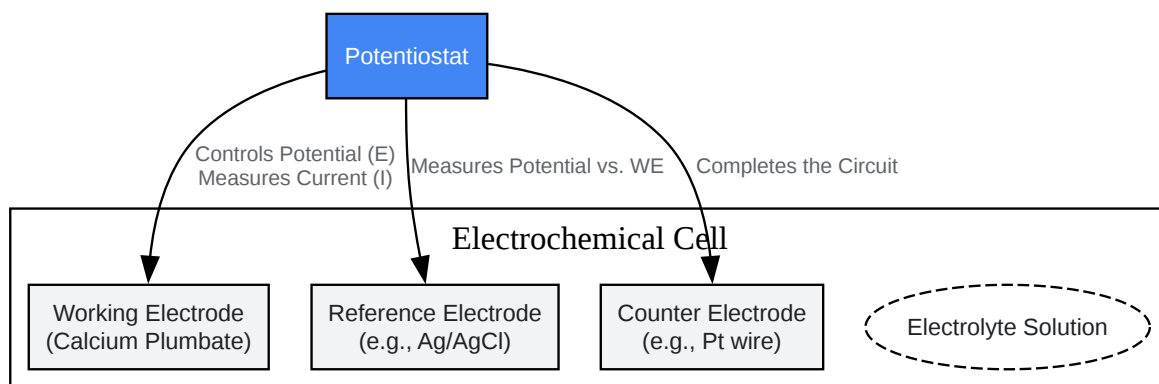 Potentiostat
Controls Potential (E)
Measures Current (I)
Measures Potential vs. WE
Completes the Circuit
Electrochemical Cell
Working Electrode
(Calcium Plumbate)
Reference Electrode
(e.g., Ag/AgCl)
Counter Electrode
(e.g., Pt wire)
Electrolyte Solution